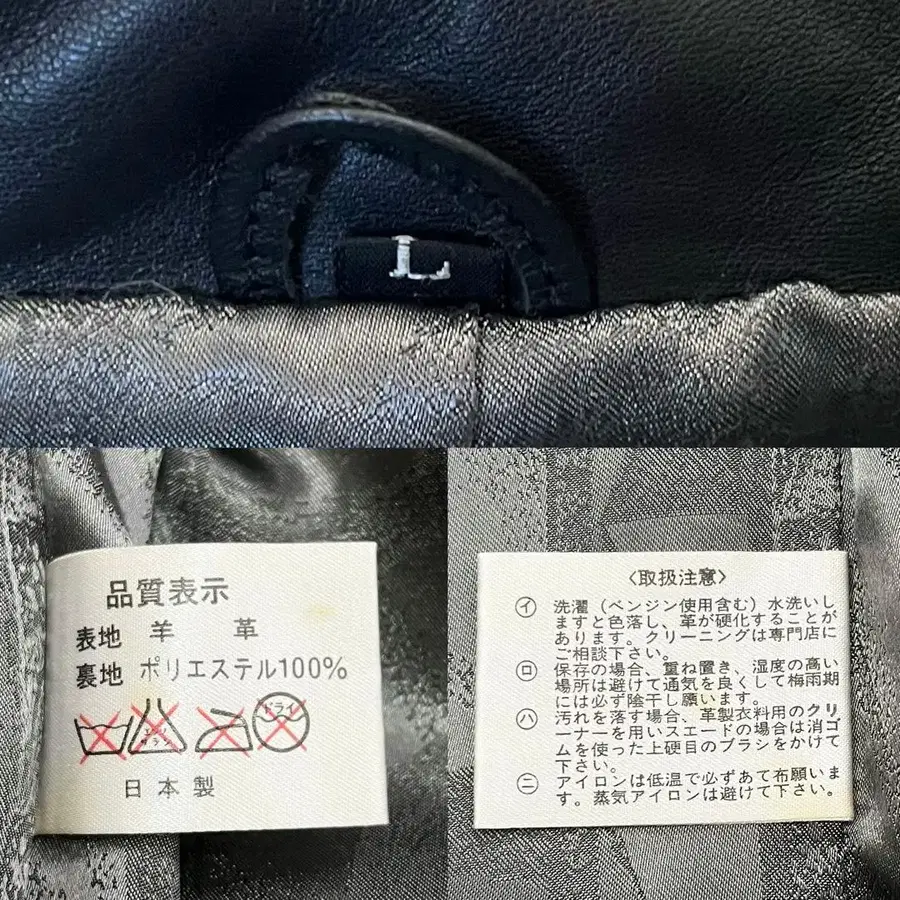 L
品質表示
表地 羊 革
裏地 ポリエステル100%
エンソ
サラシ
ドライ
日本製
〈取扱注意〉
㋑ 洗濯（ベンジン使用含む）水洗いし
ますと色落し、革が硬化することが
あります。クリーニングは専門店に
ご相談下さい。
㋺ 保存の場合、重ね置き、湿度の高い
場所は避けて通気を良くして梅雨期
には必ず陰干し願います。
㋩ 汚れを落す場合、革製衣料用のクリ
ーナーを用いスエードの場合は消ゴ
ムを使った上硬目のブラシをかけて
下さい。
㊁ アイロンは低温で必ずあて布願いま
す。蒸気アイロンは避けて下さい。